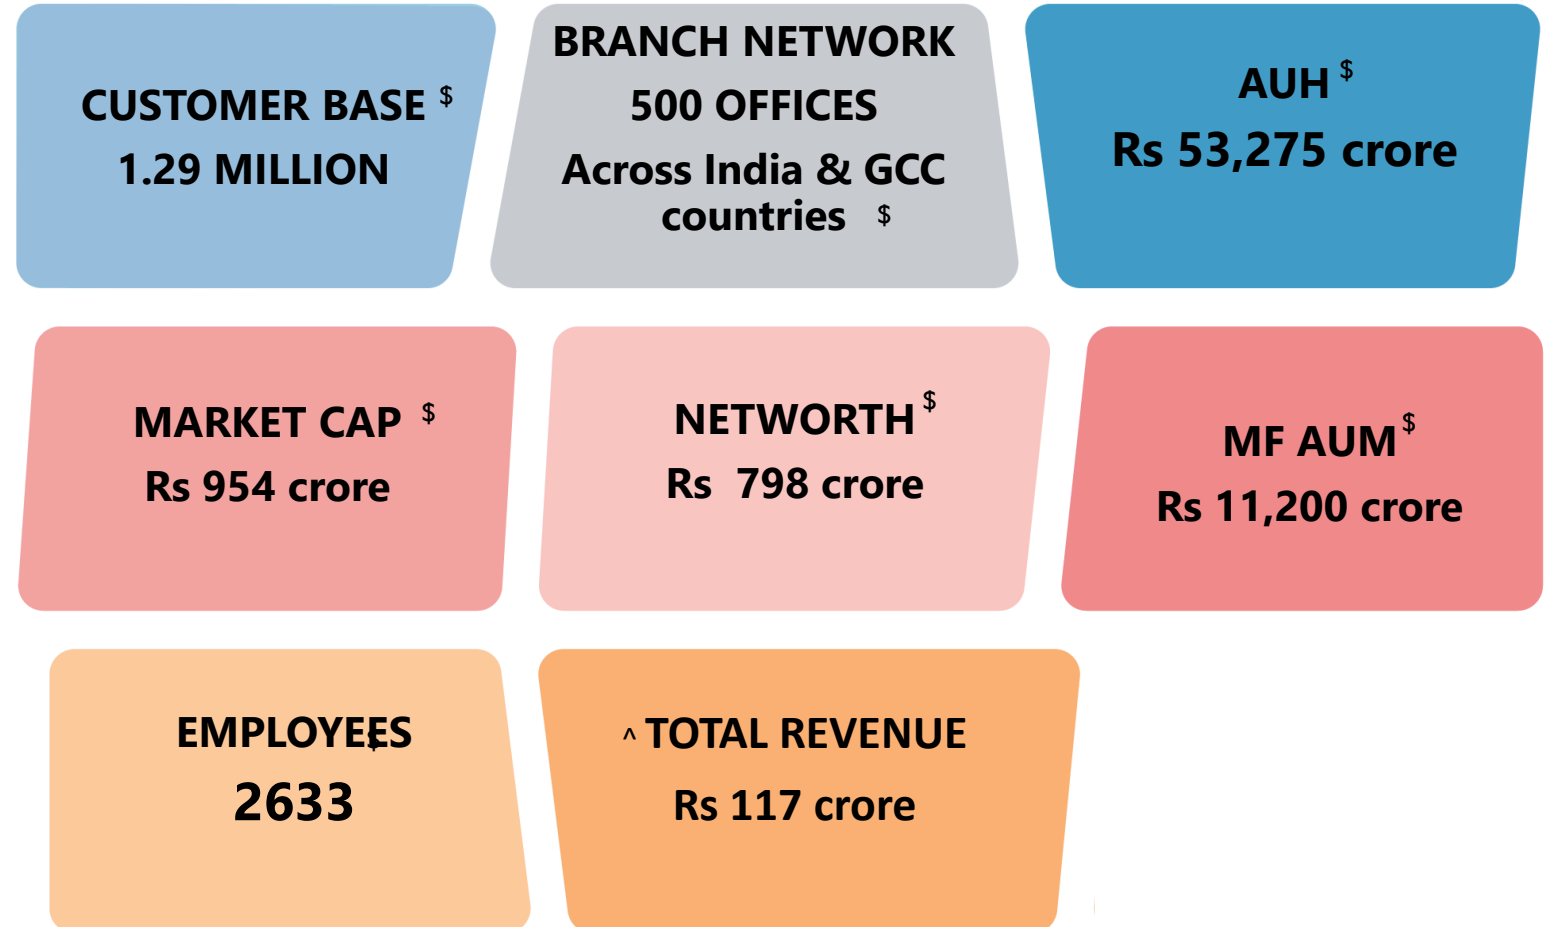 CUSTOMER BASE $
1.29 MILLION
BRANCH NETWORK
500 OFFICES
Across India & GCC
countries $
AUH $
Rs 53,275 crore
MARKET CAP $
Rs 954 crore
NETWORTH $
Rs 798 crore
MF AUM $
Rs 11,200 crore
EMPLOYEES $
2633
^ TOTAL REVENUE
Rs 117 crore